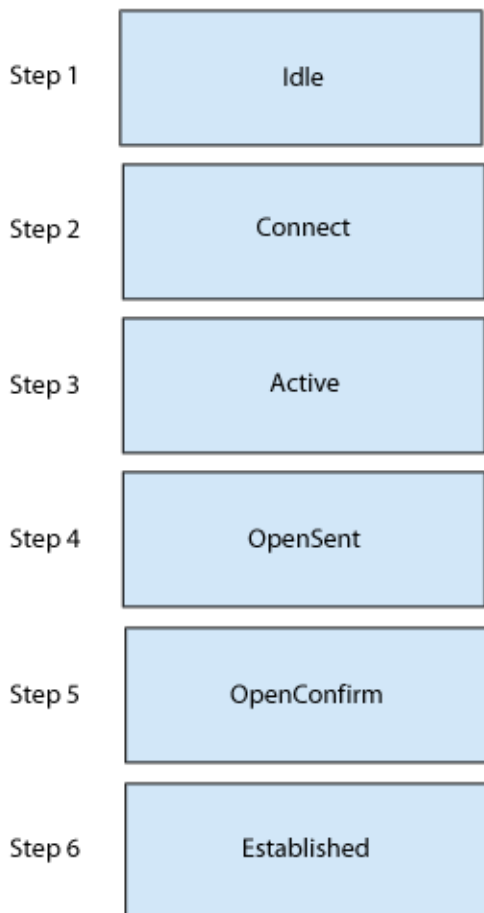 Step 1 Idle
Step 2 Connect
Step 3 Active
Step 4 OpenSent
Step 5 OpenConfirm
Step 6 Established